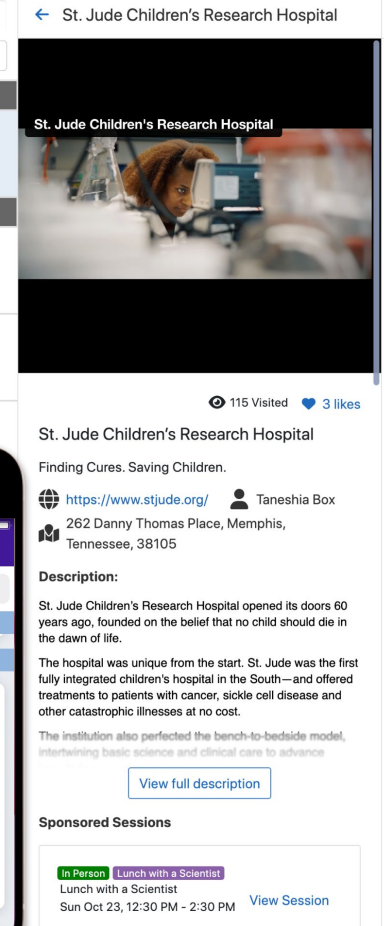 ← St. Jude Children's Research Hospital
St. Jude Children's Research Hospital
115 Visited 3 likes
St. Jude Children's Research Hospital
Finding Cures. Saving Children.
https://www.stjude.org/ Taneshia Box
262 Danny Thomas Place, Memphis,
Tennessee, 38105
Description:
St. Jude Children's Research Hospital opened its doors 60
years ago, founded on the belief that no child should die in
the dawn of life.
The hospital was unique from the start. St. Jude was the first
fully integrated children's hospital in the South—and offered
treatments to patients with cancer, sickle cell disease and
other catastrophic illnesses at no cost.
The institution also perfected the bench-to-bedside model,
intertwining basic science and clinical care to advance
View full description
Sponsored Sessions
In Person Lunch with a Scientist
Lunch with a Scientist
Sun Oct 23, 12:30 PM - 2:30 PM View Session